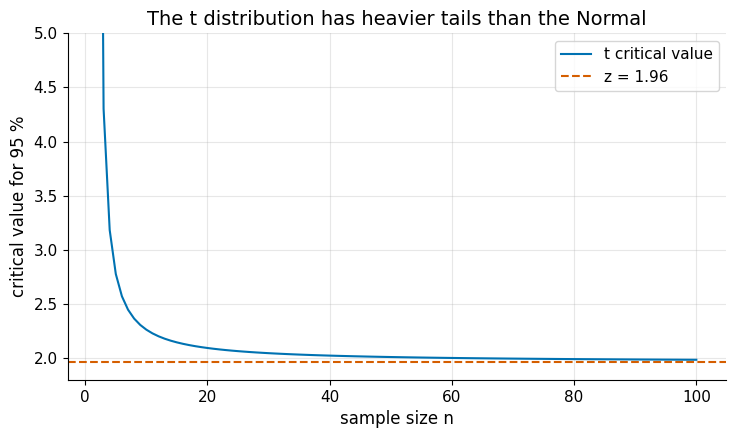 The t distribution has heavier tails than the Normal
t critical value
z = 1.96
critical value for 95 %
5.0
4.5
4.0
3.5
3.0
2.5
2.0
0 20 40 60 80 100
sample size n